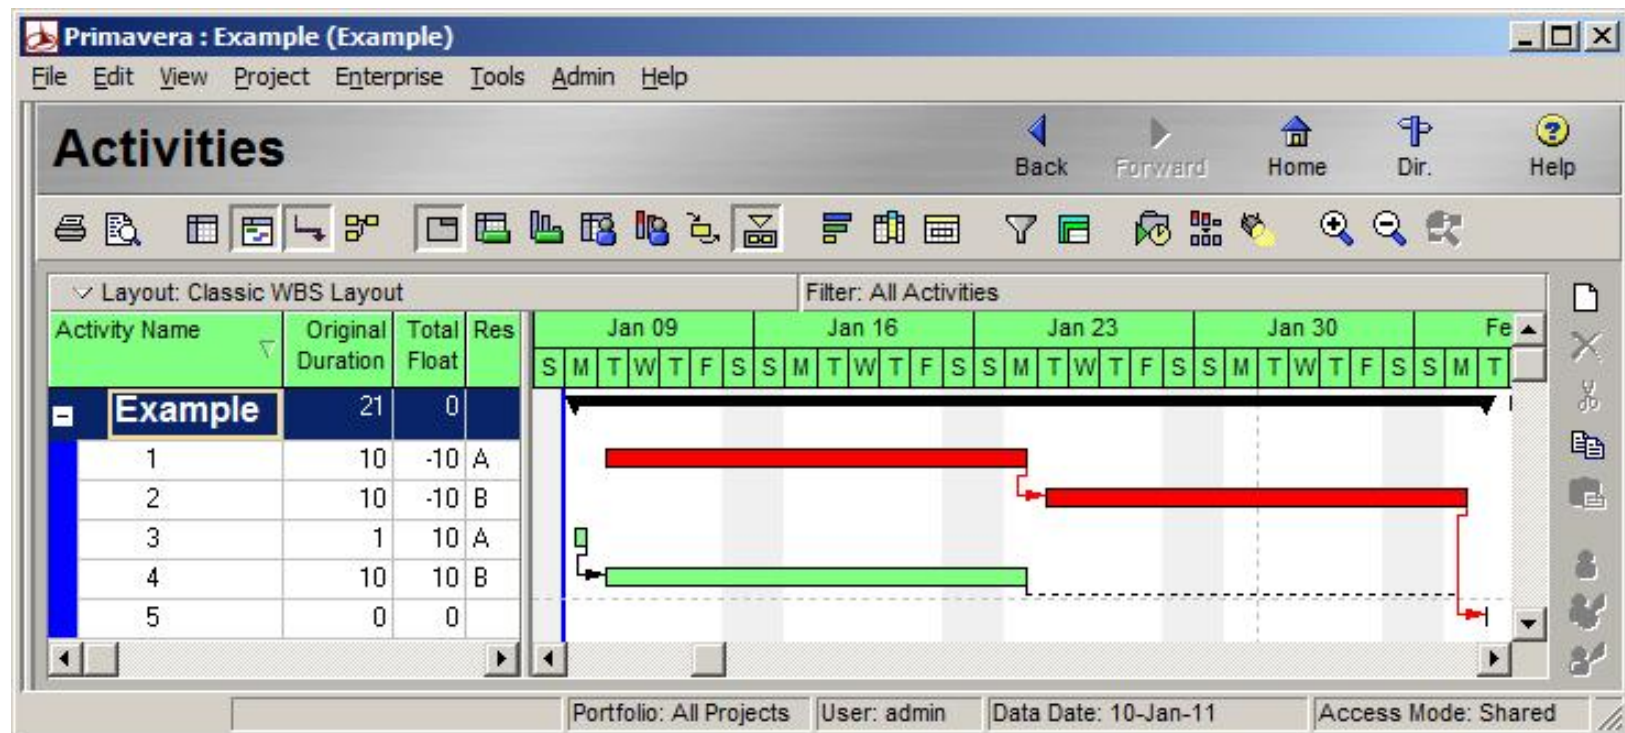 Primavera : Example (Example)
File Edit View Project Enterprise Tools Admin Help
Activities
Back Forward Home Dir. Help
Layout: Classic WBS Layout Filter: All Activities
Activity Name Original Duration Total Float Res Jan 09 Jan 16 Jan 23 Jan 30 Fe
S M T W T F S S M T W T F S S M T W T F S S M T W T F S S M T
Example 21 0
1 10 -10 A
2 10 -10 B
3 1 10 A
4 10 10 B
5 0 0
Portfolio: All Projects User: admin Data Date: 10-Jan-11 Access Mode: Shared